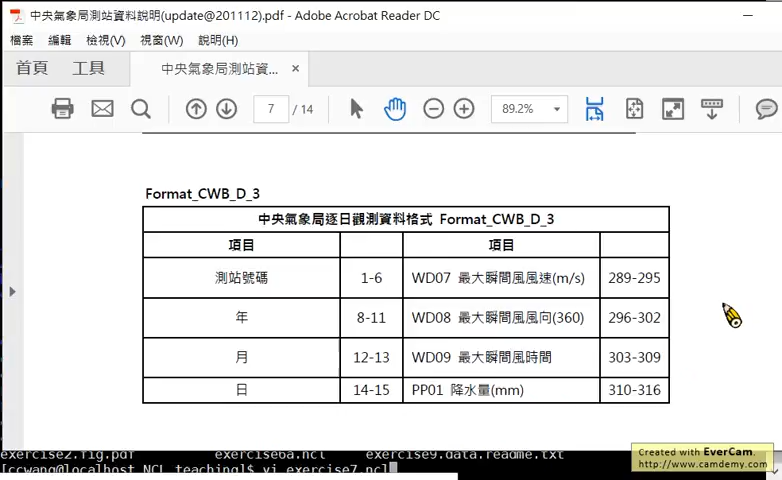 中央氣象局測站資料說明(update@201112).pdf - Adobe Acrobat Reader DC
檔案 編輯 檢視(V) 視窗(W) 說明(H)
首頁 工具 中央氣象局測站資... ×
7 / 14 89.2%
Format_CWB_D_3
中央氣象局逐日觀測資料格式 Format_CWB_D_3
項目 項目
測站號碼 1-6 WD07 最大瞬間風風速(m/s) 289-295
年 8-11 WD08 最大瞬間風風向(360) 296-302
月 12-13 WD09 最大瞬間風時間 303-309
日 14-15 PP01 降水量(mm) 310-316
exercise2.fig.pdf exercise6a.ncl exercise9.data.readme.txt
[ccwang@localhost NCL_teaching]$ vi exercise7.ncl
Created with EverCam.
http://www.camdemy.com